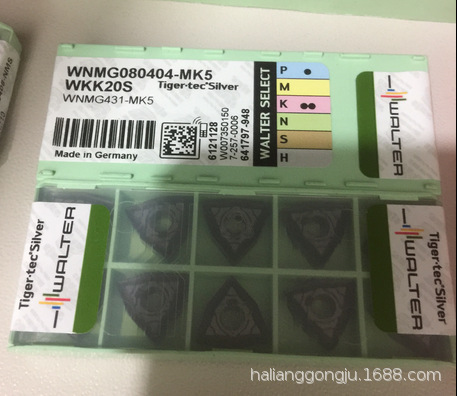 WNMG080404-MK5
WKK20S Tiger·tec®Silver
WNMG431-MK5
Made in Germany
6121128
W007350150
7-257-0006
641797-948
WALTER SELECT
P
M
K
N
S
H
WALTER
Tiger·tec®Silver
WALTER
Tiger·tec®Silver
WALTER
halianggongju.1688.com